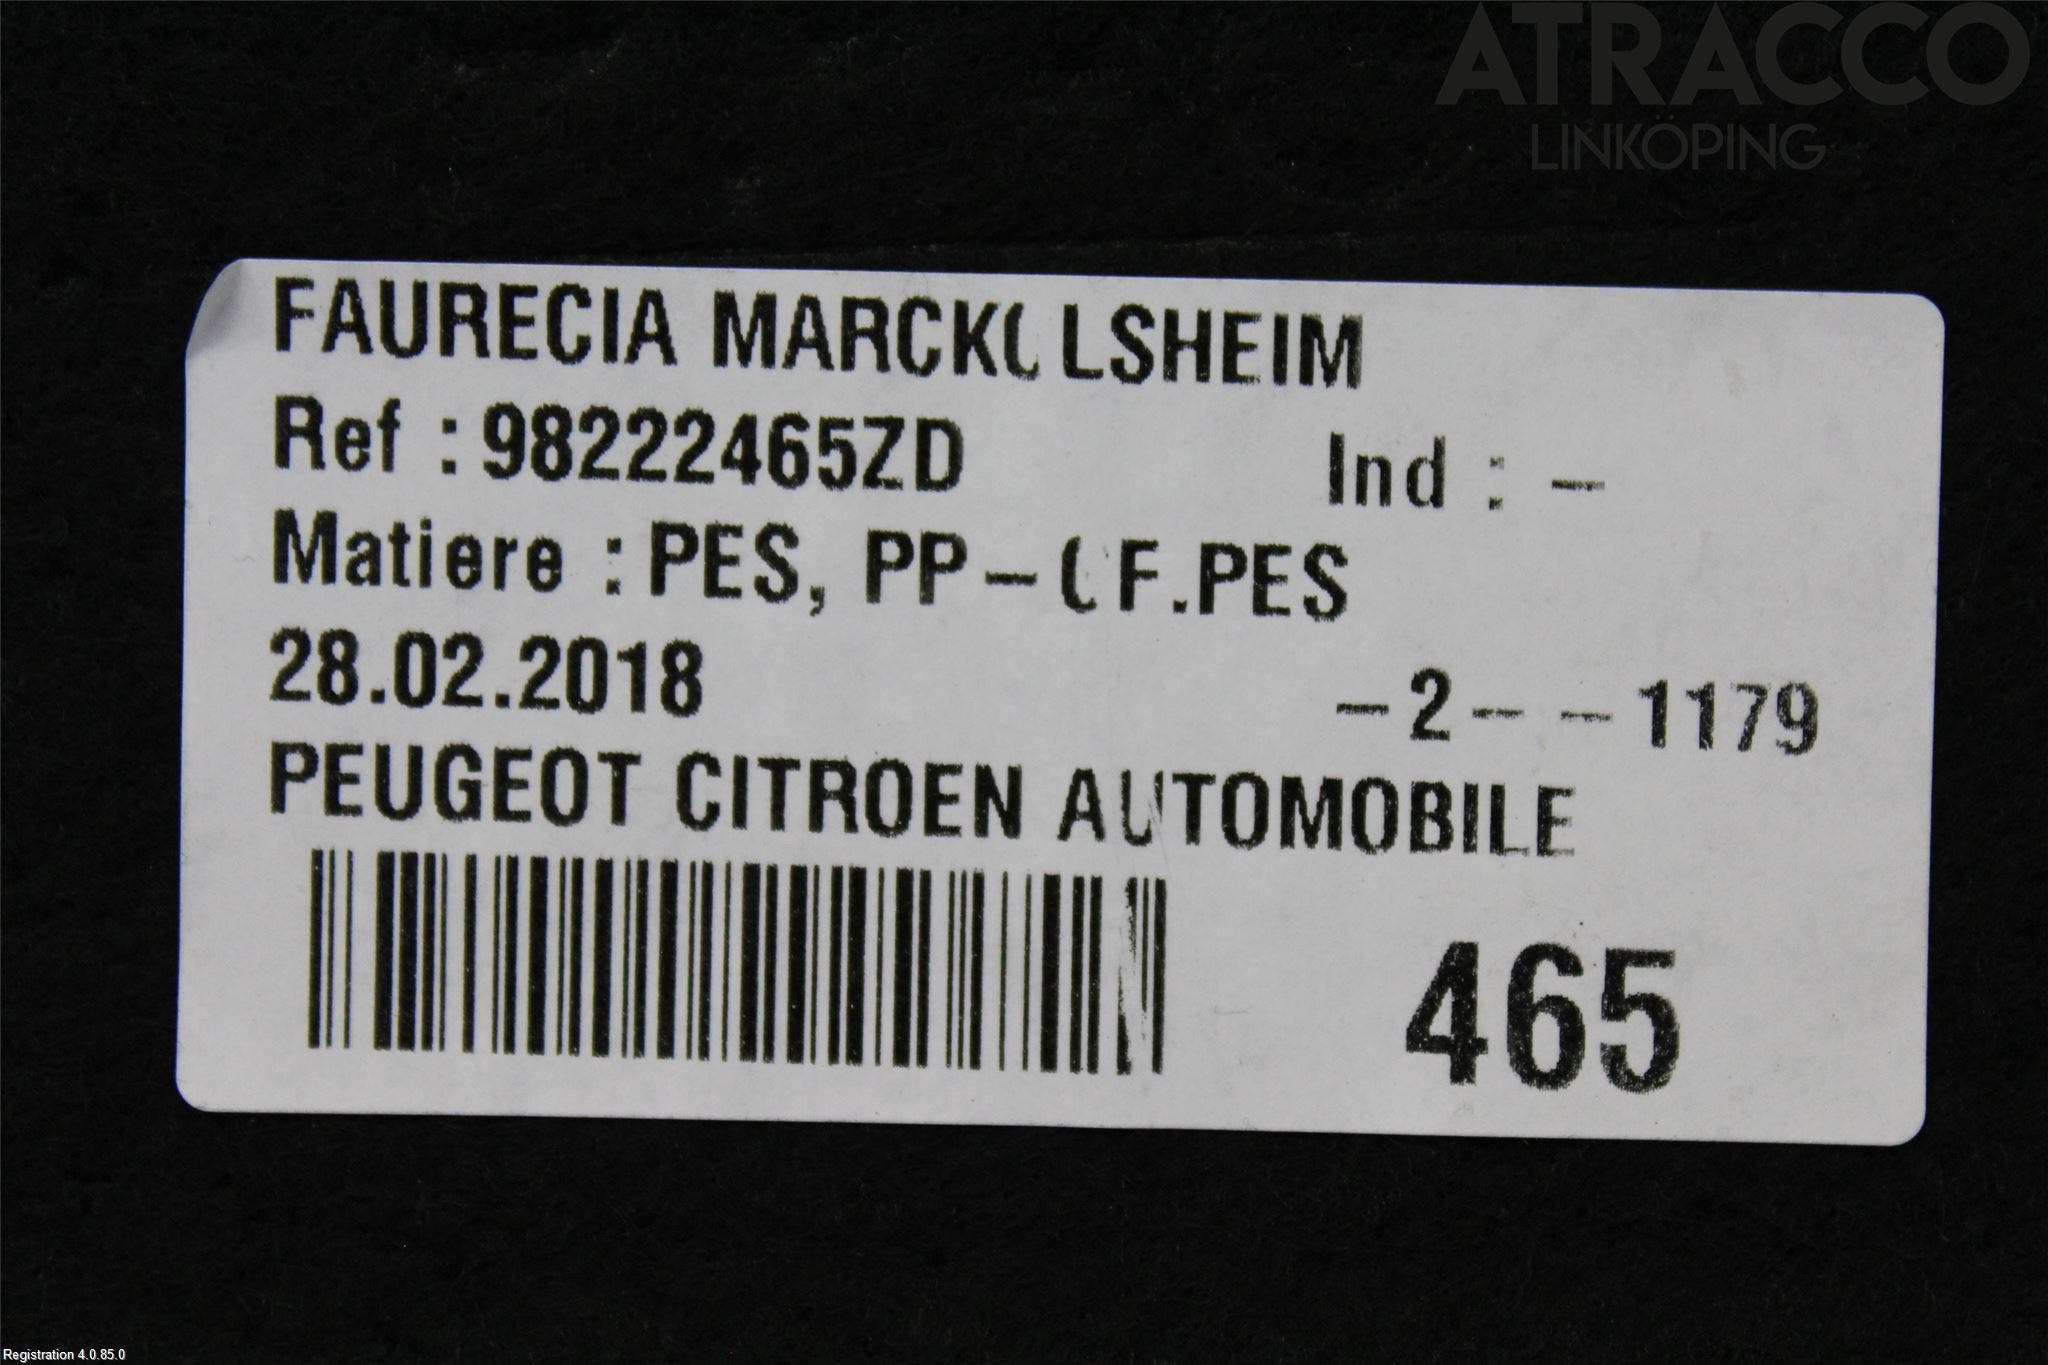 ATRACCO
LINKÖPING
FAURECIA MARCKOLSHEIM
Ref : 98222465ZD Ind : -
Matiere : PES, PP-GF.PES
28.02.2018 -2- -1179
PEUGEOT CITROEN AUTOMOBILE
465
Registration 4.0.85.0